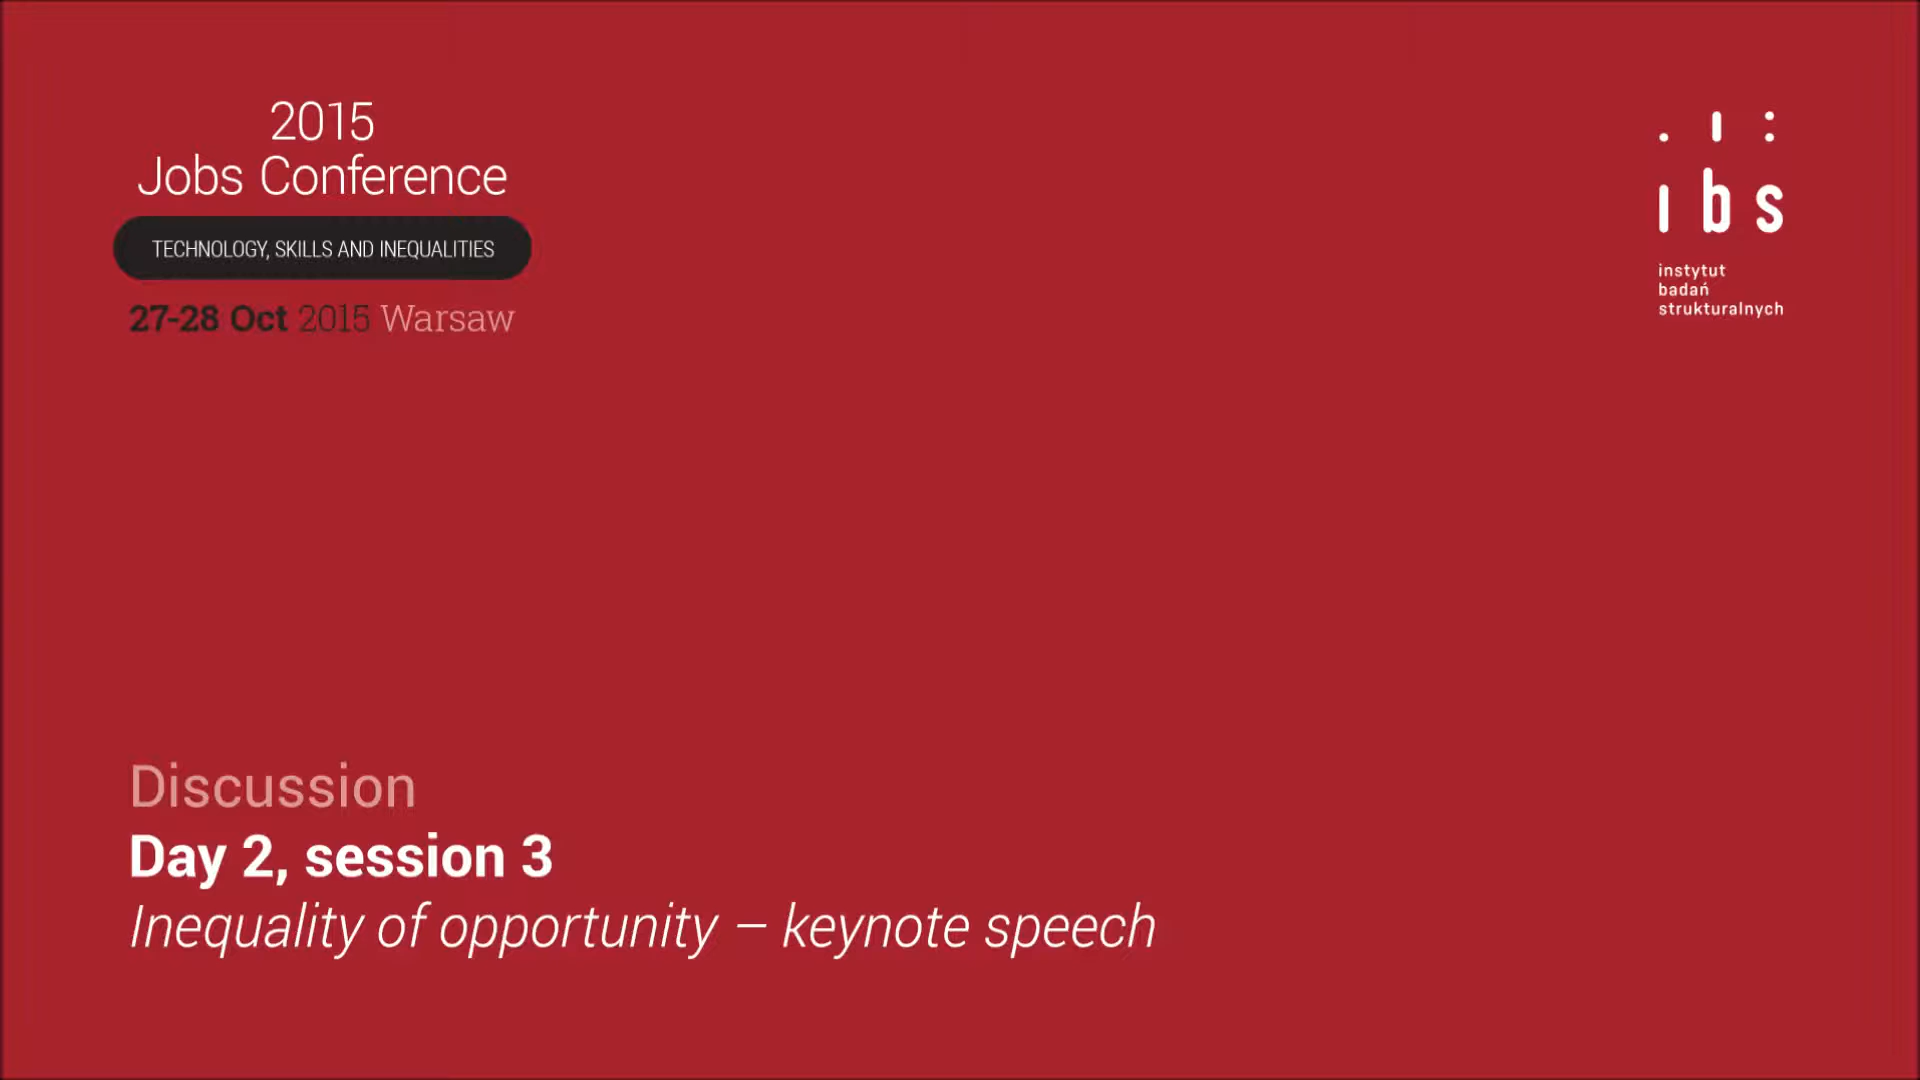 2015
Jobs Conference
TECHNOLOGY, SKILLS AND INEQUALITIES
27-28 Oct 2015 Warsaw
ibs
instytut
badań
strukturalnych
Discussion
Day 2, session 3
Inequality of opportunity – keynote speech